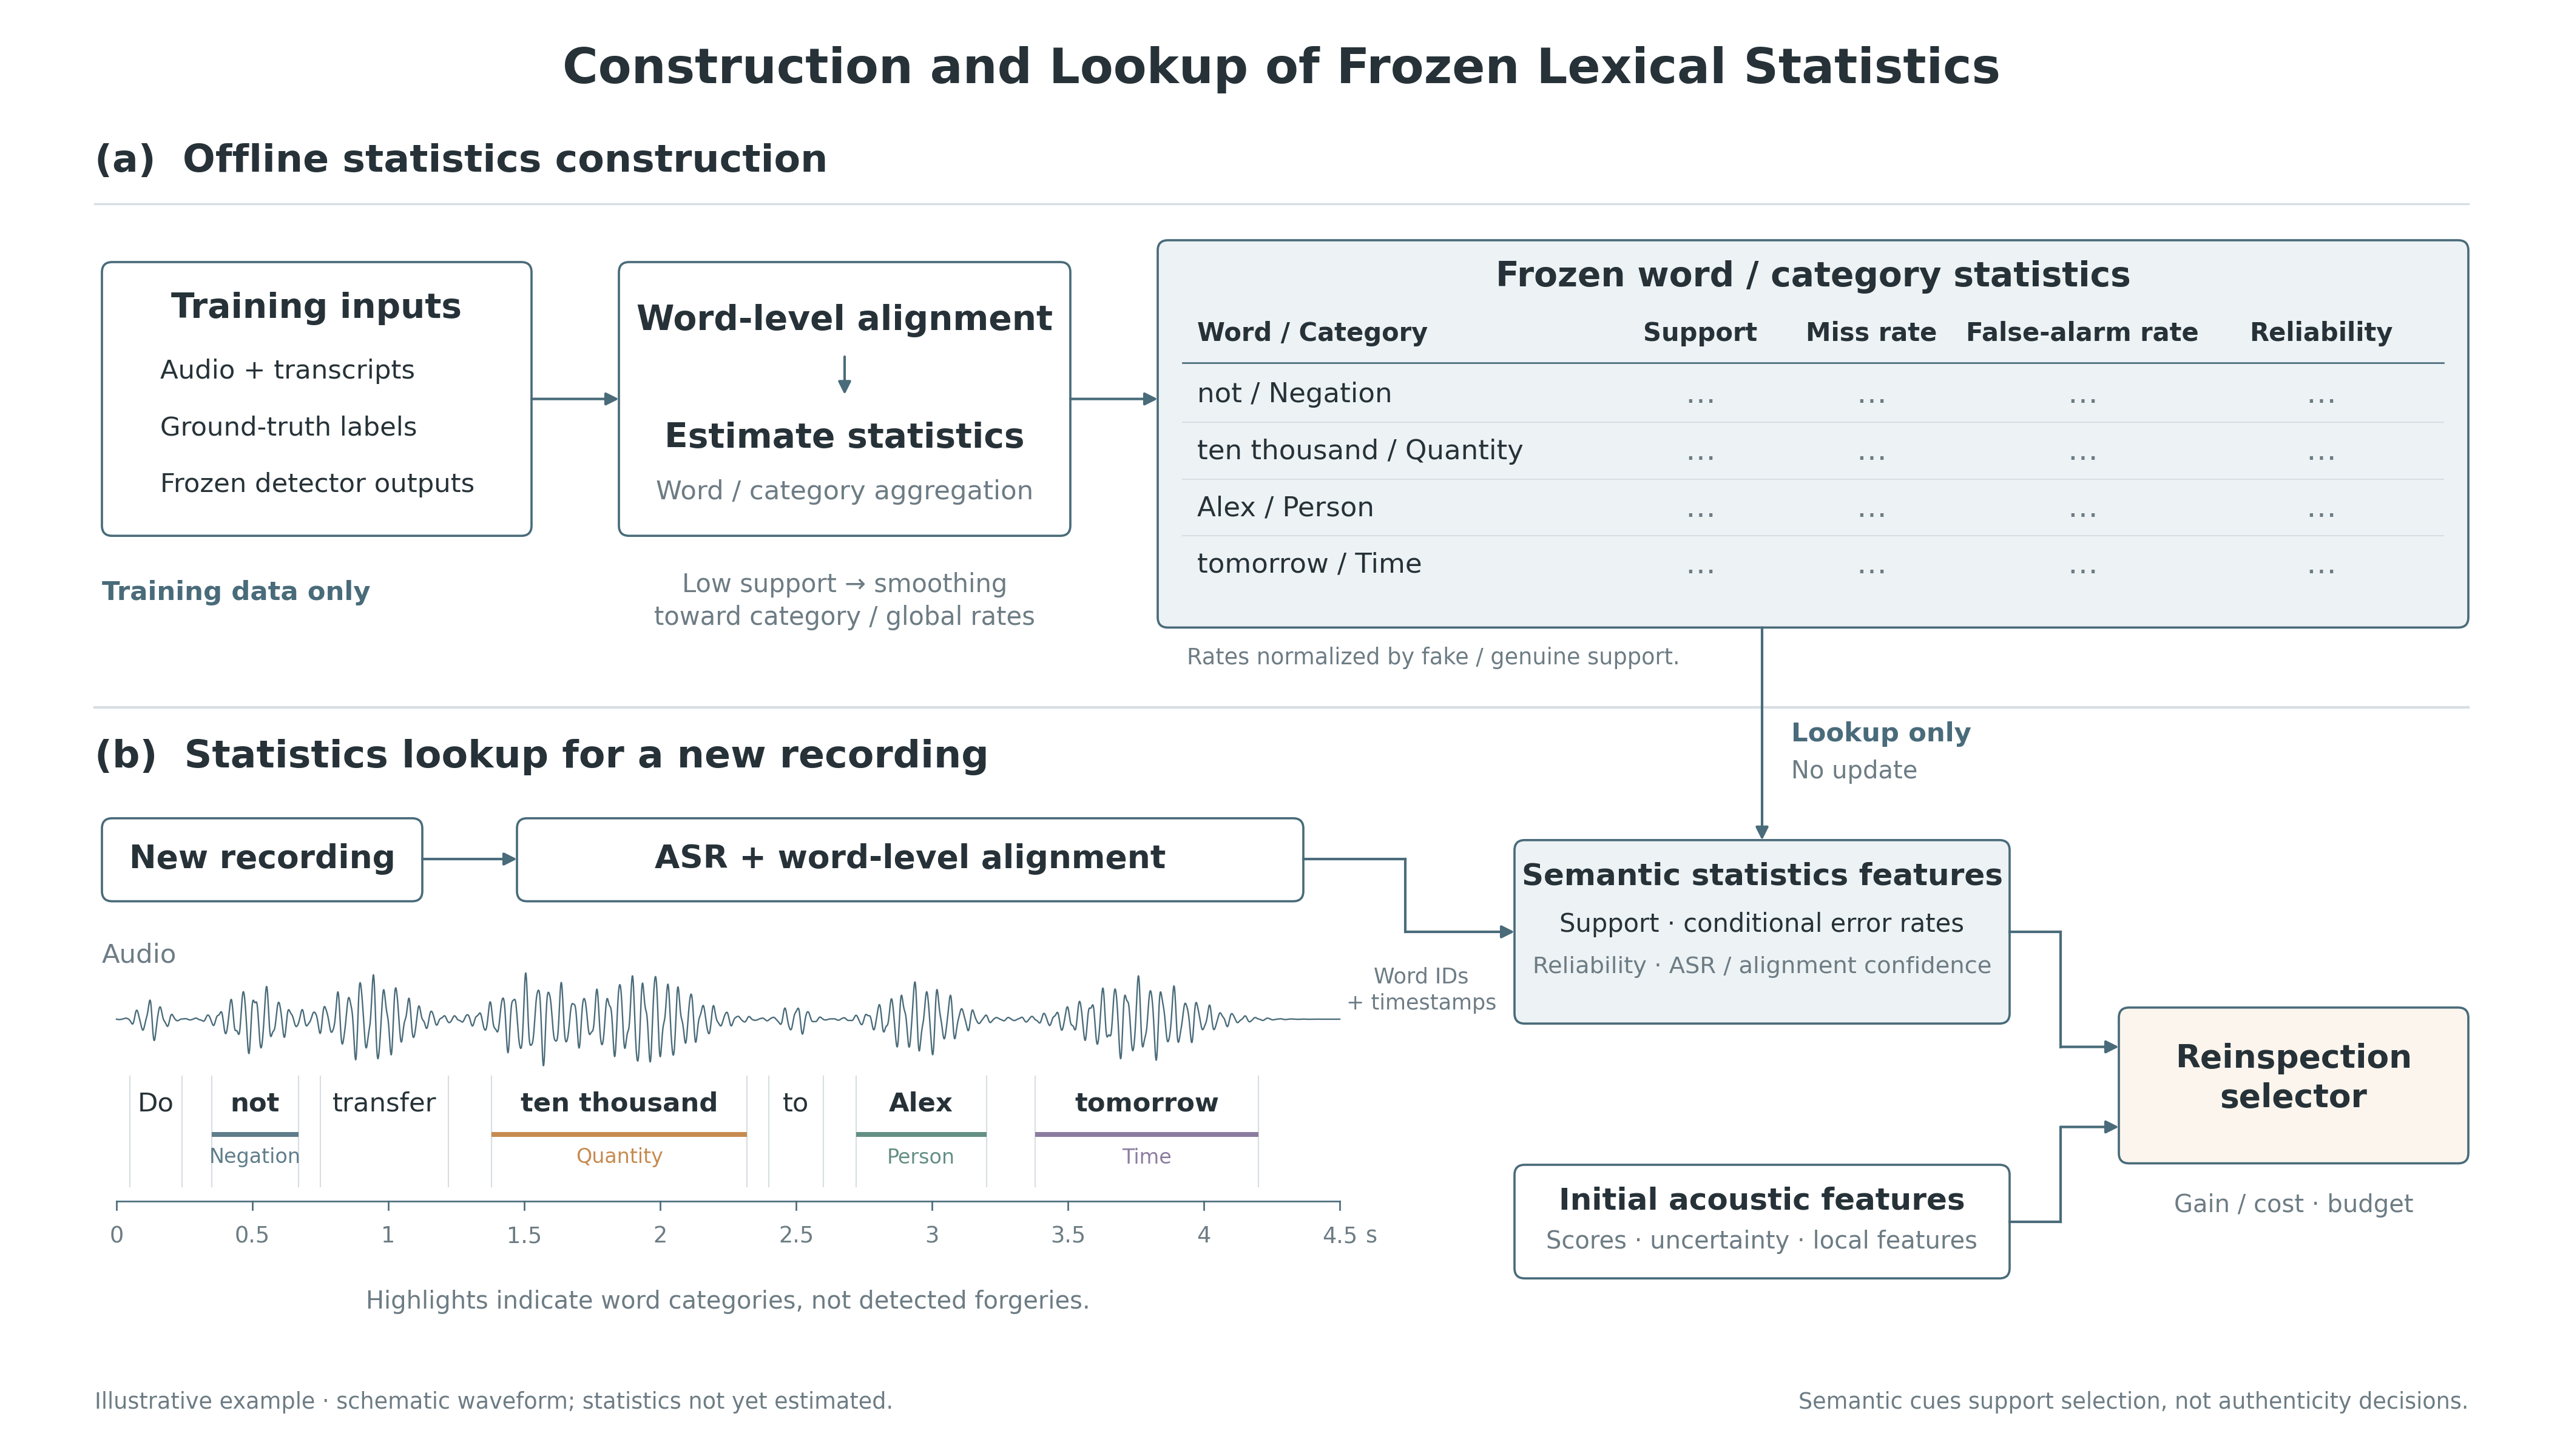 Construction and Lookup of Frozen Lexical Statistics
(a) Offline statistics construction
Training inputs
Audio + transcripts
Ground-truth labels
Frozen detector outputs
Training data only
Word-level alignment
Estimate statistics
Word / category aggregation
Low support → smoothing
toward category / global rates
Frozen word / category statistics
Word / Category Support Miss rate False-alarm rate Reliability
not / Negation ... ... ... ...
ten thousand / Quantity ... ... ... ...
Alex / Person ... ... ... ...
tomorrow / Time ... ... ... ...
Rates normalized by fake / genuine support.
Lookup only
No update
(b) Statistics lookup for a new recording
New recording
ASR + word-level alignment
Audio
Word IDs
+ timestamps
Do not transfer ten thousand to Alex tomorrow
Negation Quantity Person Time
0 0.5 1 1.5 2 2.5 3 3.5 4 4.5 s
Highlights indicate word categories, not detected forgeries.
Semantic statistics features
Support · conditional error rates
Reliability · ASR / alignment confidence
Initial acoustic features
Scores · uncertainty · local features
Reinspection
selector
Gain / cost · budget
Illustrative example · schematic waveform; statistics not yet estimated.
Semantic cues support selection, not authenticity decisions.